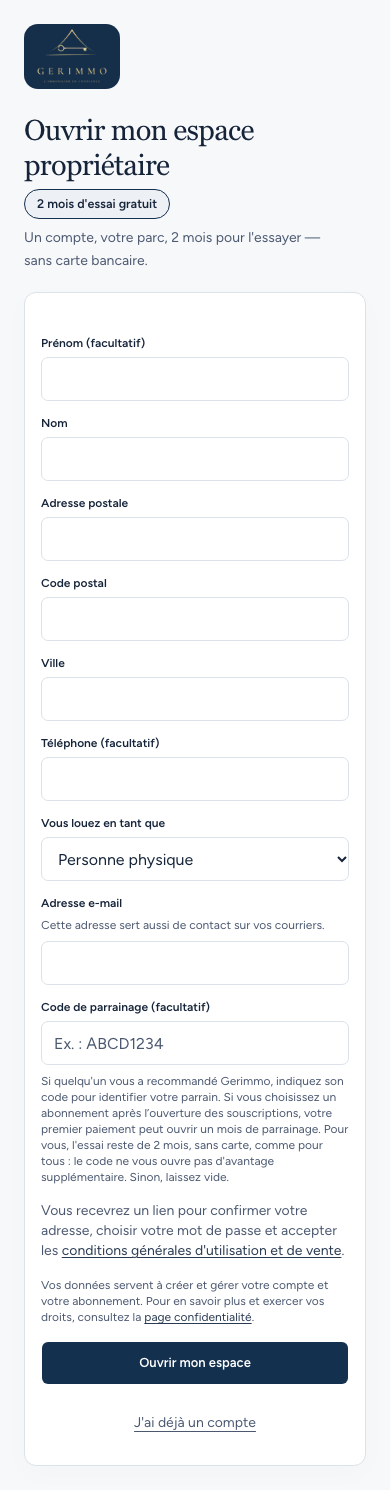 GERIMMO
Ouvrir mon espace
propriétaire
2 mois d'essai gratuit
Un compte, votre parc, 2 mois pour l'essayer —
sans carte bancaire.
Prénom (facultatif)
Nom
Adresse postale
Code postal
Ville
Téléphone (facultatif)
Vous louez en tant que
Personne physique
Adresse e-mail
Cette adresse sert aussi de contact sur vos courriers.
Code de parrainage (facultatif)
Ex. : ABCD1234
Si quelqu'un vous a recommandé Gerimmo, indiquez son
code pour identifier votre parrain. Si vous choisissez un
abonnement après l'ouverture des souscriptions, votre
premier paiement peut ouvrir un mois de parrainage. Pour
vous, l'essai reste de 2 mois, sans carte, comme pour
tous : le code ne vous ouvre pas d'avantage
supplémentaire. Sinon, laissez vide.
Vous recevrez un lien pour confirmer votre
adresse, choisir votre mot de passe et accepter
les conditions générales d'utilisation et de vente.
Vos données servent à créer et gérer votre compte et
votre abonnement. Pour en savoir plus et exercer vos
droits, consultez la page confidentialité.
Ouvrir mon espace
J'ai déjà un compte